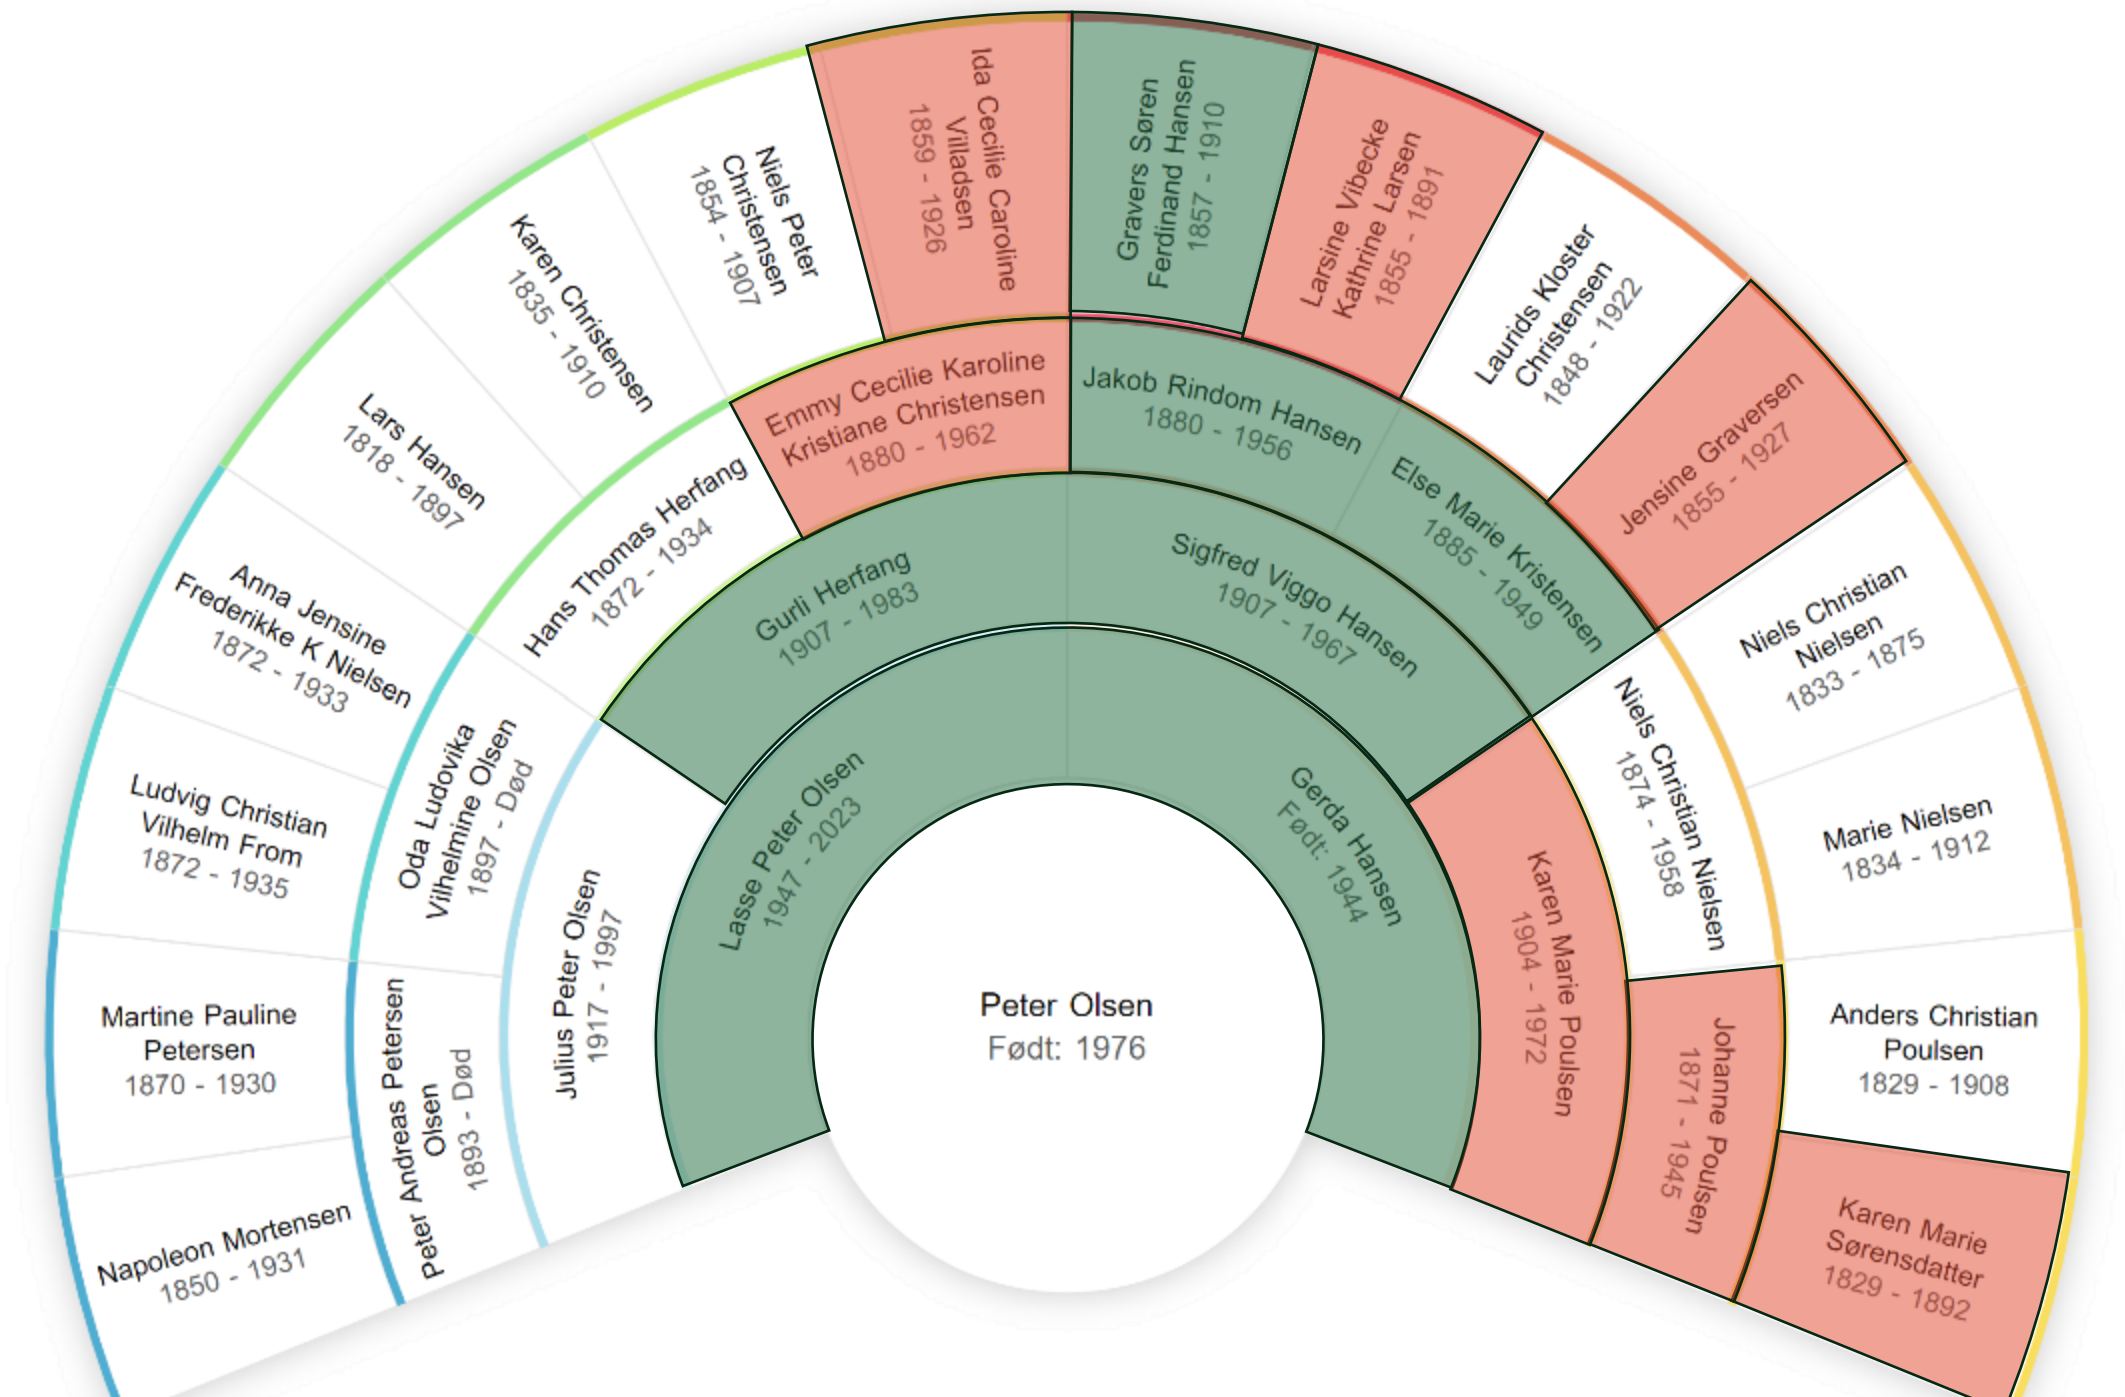 Napoleon Mortensen
1850 - 1931
Martine Pauline
Petersen
1870 - 1930
Ludvig Christian
Vilhelm From
1872 - 1935
Anna Jensine
Frederikke K Nielsen
1872 - 1933
Lars Hansen
1818 - 1897
Karen Christensen
1835 - 1910
Niels Peter
Christensen
1854 - 1907
Ida Cecilie Caroline
Villadsen
1859 - 1926
Gravers Søren
Ferdinand Hansen
1857 - 1910
Larsine Vibecke
Kathrine Larsen
1855 - 1891
Laurids Kloster
Christensen
1848 - 1922
Jensine Graversen
1855 - 1927
Niels Christian
Nielsen
1833 - 1875
Marie Nielsen
1834 - 1912
Anders Christian
Poulsen
1829 - 1908
Karen Marie
Sørensdatter
1829 - 1892
Peter Andreas Petersen
Olsen
1893 - Død
Oda Ludovika
Vilhelmine Olsen
1897 - Død
Hans Thomas Herfang
1872 - 1934
Emmy Cecilie Karoline
Kristiane Christensen
1880 - 1962
Jakob Rindom Hansen
1880 - 1956
Else Marie Kristensen
1885 - 1949
Niels Christian Nielsen
1874 - 1958
Johanne Poulsen
1871 - 1945
Julius Peter Olsen
1917 - 1997
Gurli Herfang
1907 - 1983
Sigfred Viggo Hansen
1907 - 1967
Karen Marie Poulsen
1904 - 1972
Lasse Peter Olsen
1947 - 2023
Gerda Hansen
Født: 1944
Peter Olsen
Født: 1976